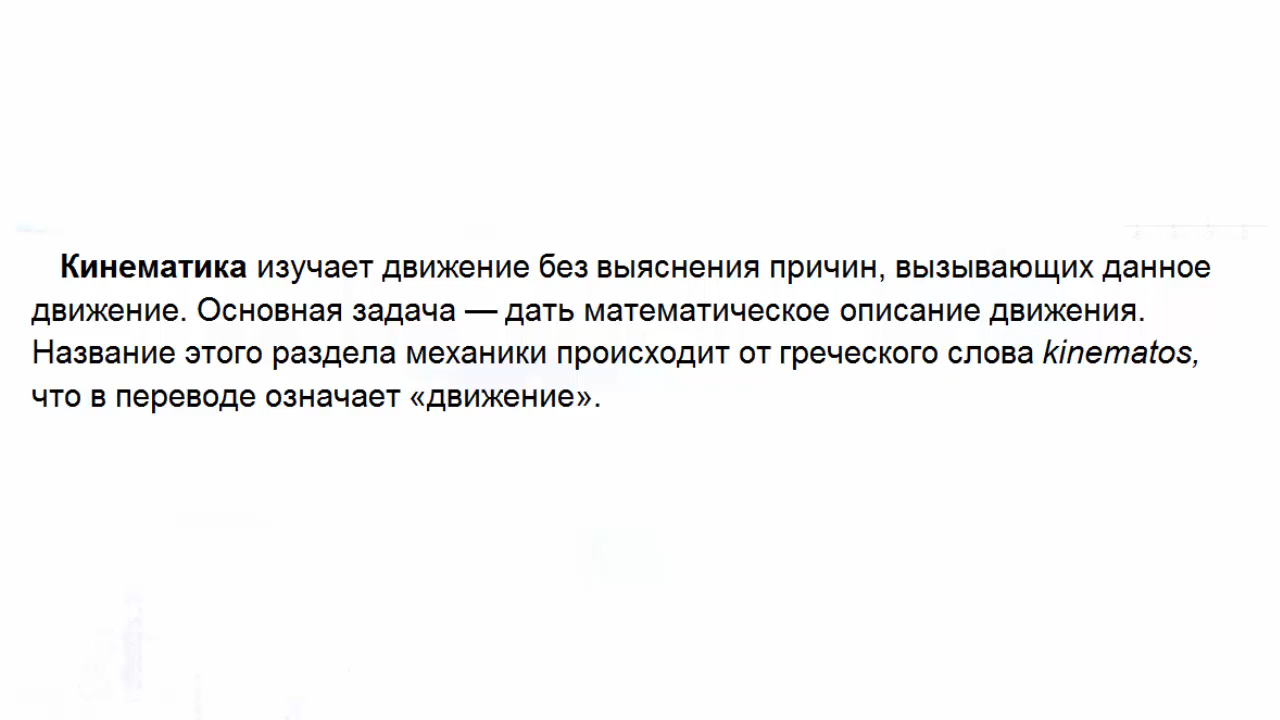 Кинематика изучает движение без выяснения причин, вызывающих данное
движение. Основная задача — дать математическое описание движения.
Название этого раздела механики происходит от греческого слова kinematos,
что в переводе означает «движение».